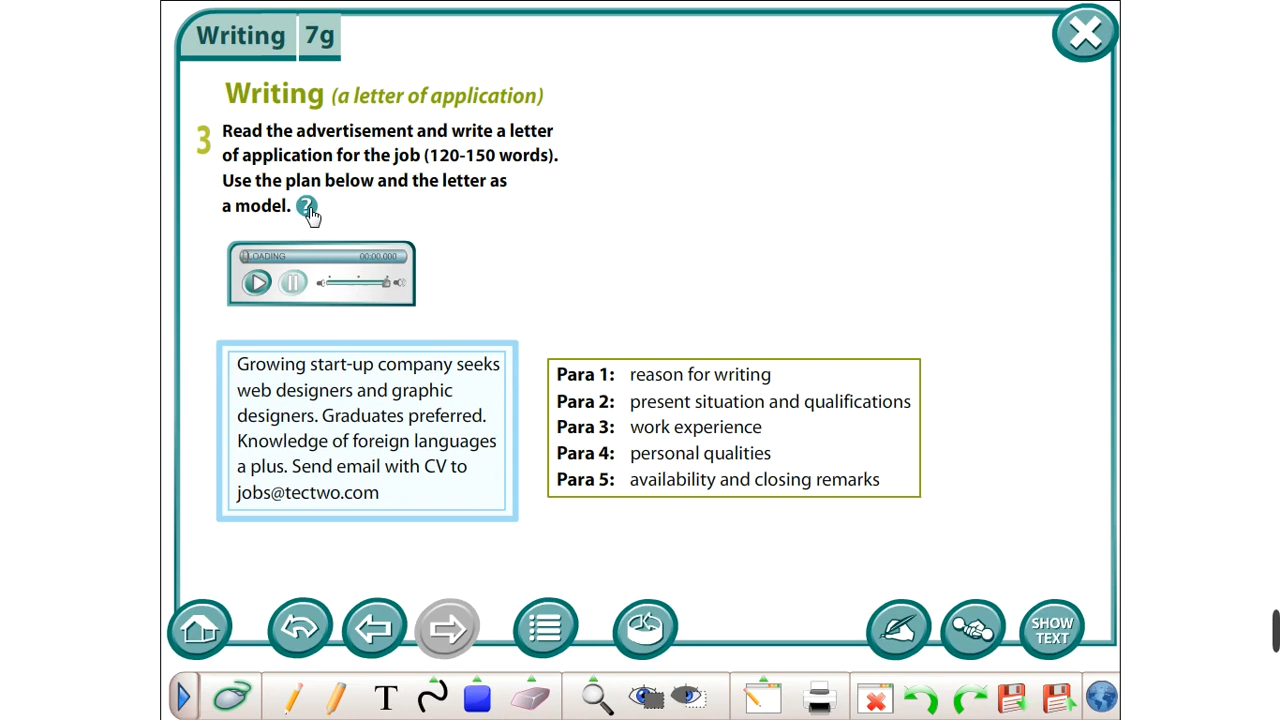 Writing 7g
Writing (a letter of application)
3 Read the advertisement and write a letter
of application for the job (120-150 words).
Use the plan below and the letter as
a model. ?
LOADING 00:00.000
Growing start-up company seeks
web designers and graphic
designers. Graduates preferred.
Knowledge of foreign languages
a plus. Send email with CV to
jobs@tectwo.com
Para 1: reason for writing
Para 2: present situation and qualifications
Para 3: work experience
Para 4: personal qualities
Para 5: availability and closing remarks
SHOW
TEXT
T